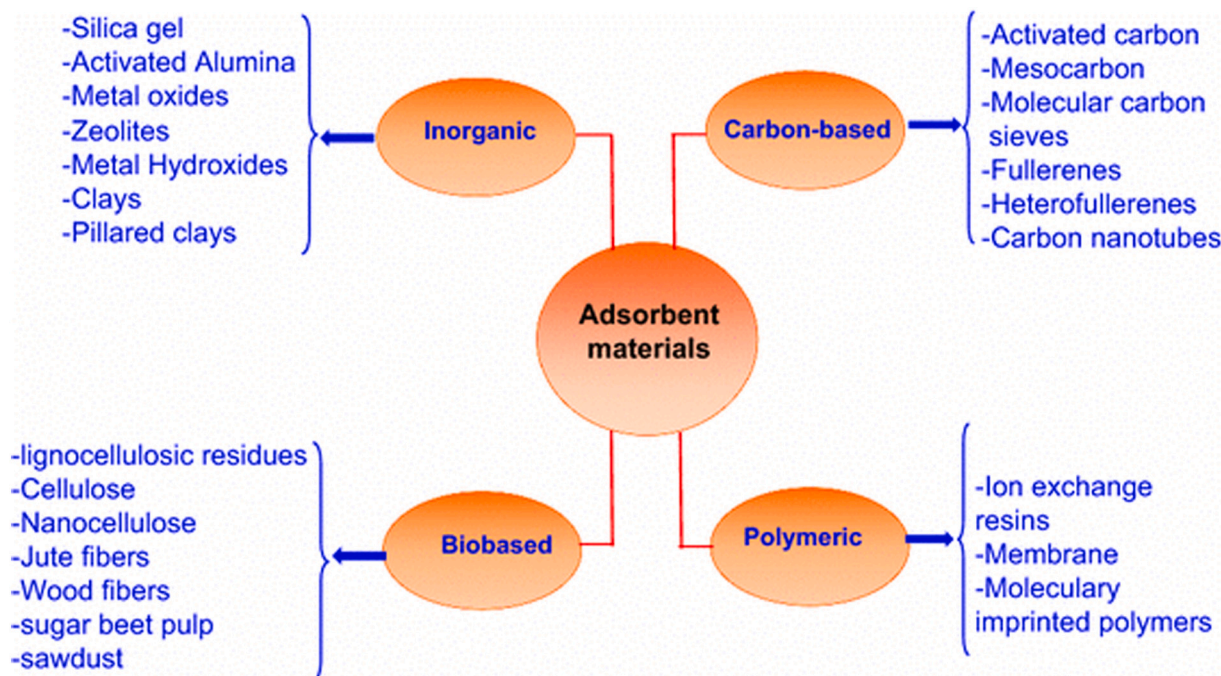 -Silica gel
-Activated Alumina
-Metal oxides
-Zeolites
-Metal Hydroxides
-Clays
-Pillared clays
Inorganic
Carbon-based
-Activated carbon
-Mesocarbon
-Molecular carbon
sieves
-Fullerenes
-Heterofullerenes
-Carbon nanotubes
Adsorbent
materials
-lignocellulosic residues
-Cellulose
-Nanocellulose
-Jute fibers
-Wood fibers
-sugar beet pulp
-sawdust
Biobased
Polymeric
-Ion exchange
resins
-Membrane
-Moleculary
imprinted polymers